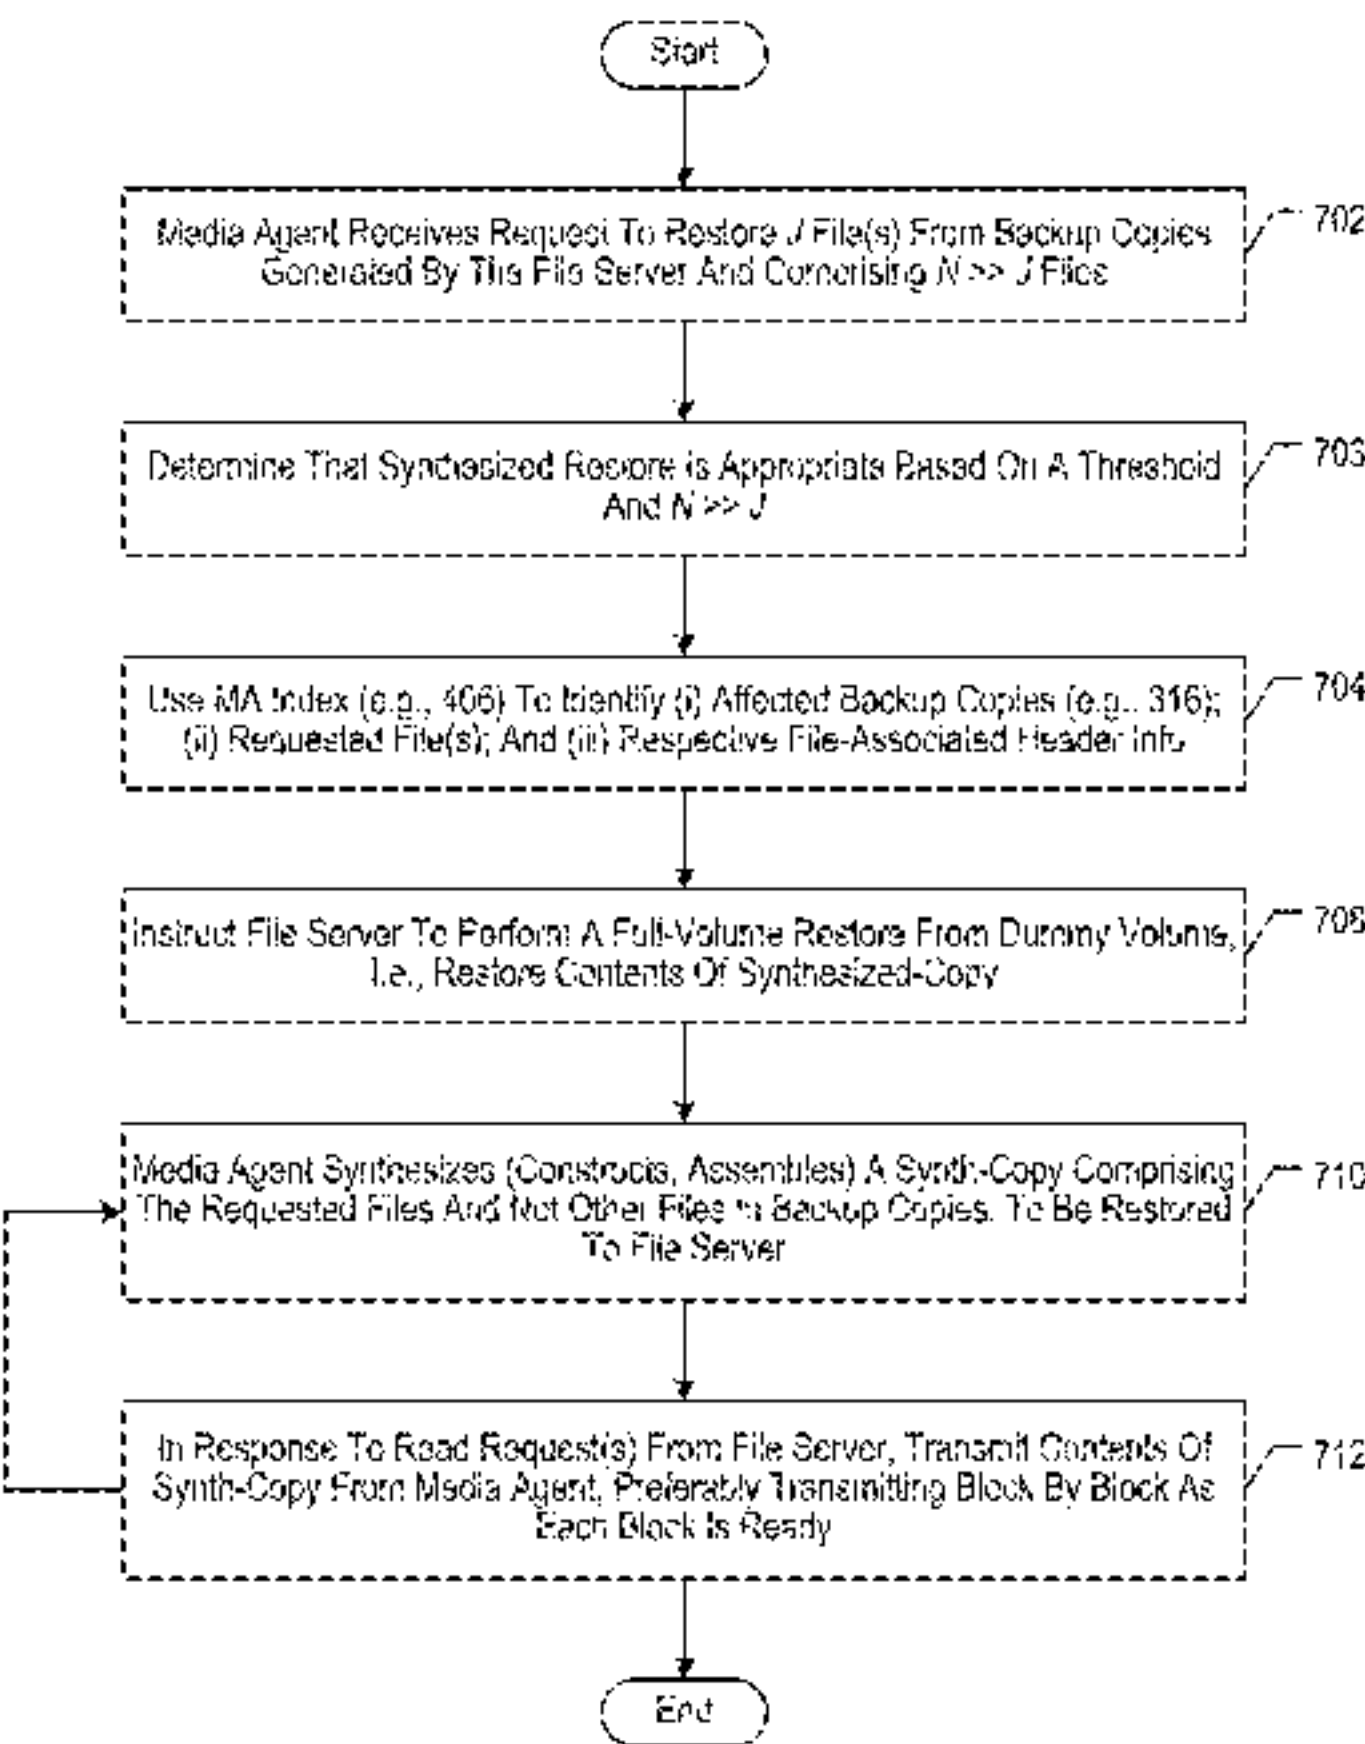 Start
Media Agent Receives Request To Restore J File(s) From Backup Copies
Generated By The File Server And Comprising N >> J Files
702
Determine That Synthesized Restore Is Appropriate Based On A Threshold
And N >> J
703
Use MA Index (e.g., 406) To Identify (i) Affected Backup Copies (e.g., 316);
(ii) Requested File(s); And (iii) Respective File-Associated Header Info
704
Instruct File Server To Perform A Full-Volume Restore From Dummy Volume,
I.e., Restore Contents Of Synthesized-Copy
Media Agent Synthesizes (Constructs, Assembles) A Synth-Copy Comprising
The Requested Files And Not Other Files In Backup Copies, To Be Restored
To File Server
710
In Response To Read Request(s) From File Server, Transmit Contents Of
Synth-Copy From Media Agent, Preferably Transmitting Block By Block As
Each Block Is Ready
712
End